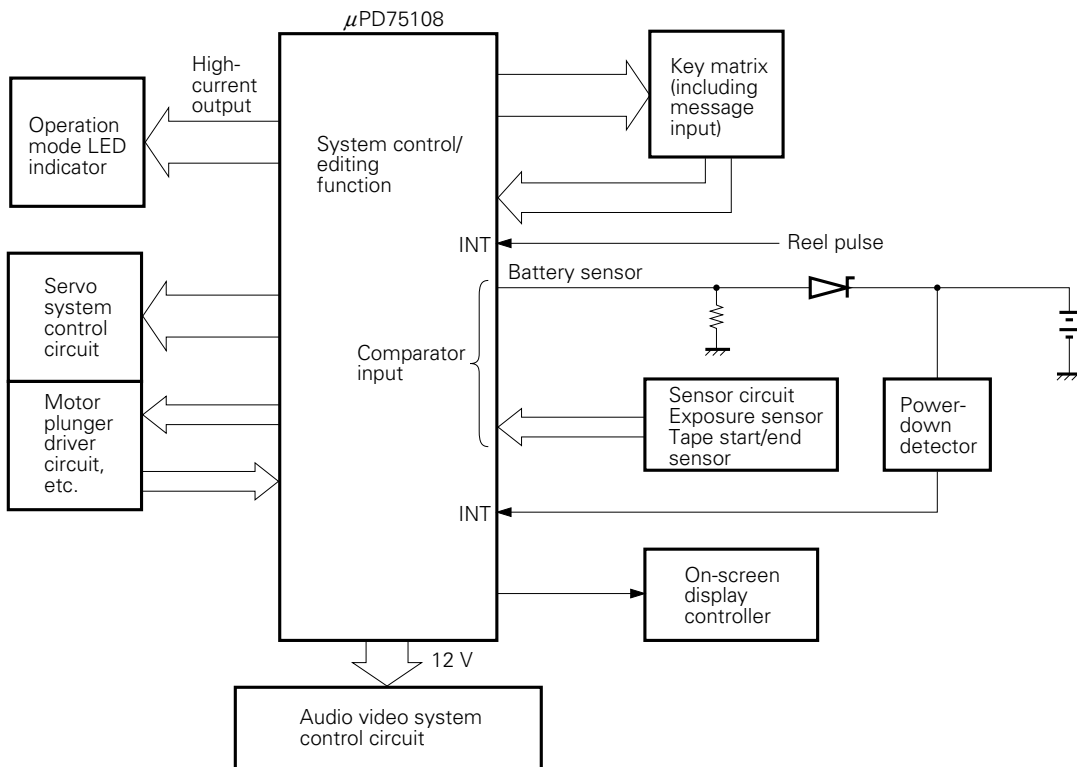 μPD75108
High-
current
output
Operation
mode LED
indicator
System control/
editing
function
Key matrix
(including
message
input)
INT
Reel pulse
Battery sensor
Servo
system
control
circuit
Comparator
input
Motor
plunger
driver
circuit,
etc.
Sensor circuit
Exposure sensor
Tape start/end
sensor
Power-
down
detector
INT
On-screen
display
controller
12 V
Audio video system
control circuit